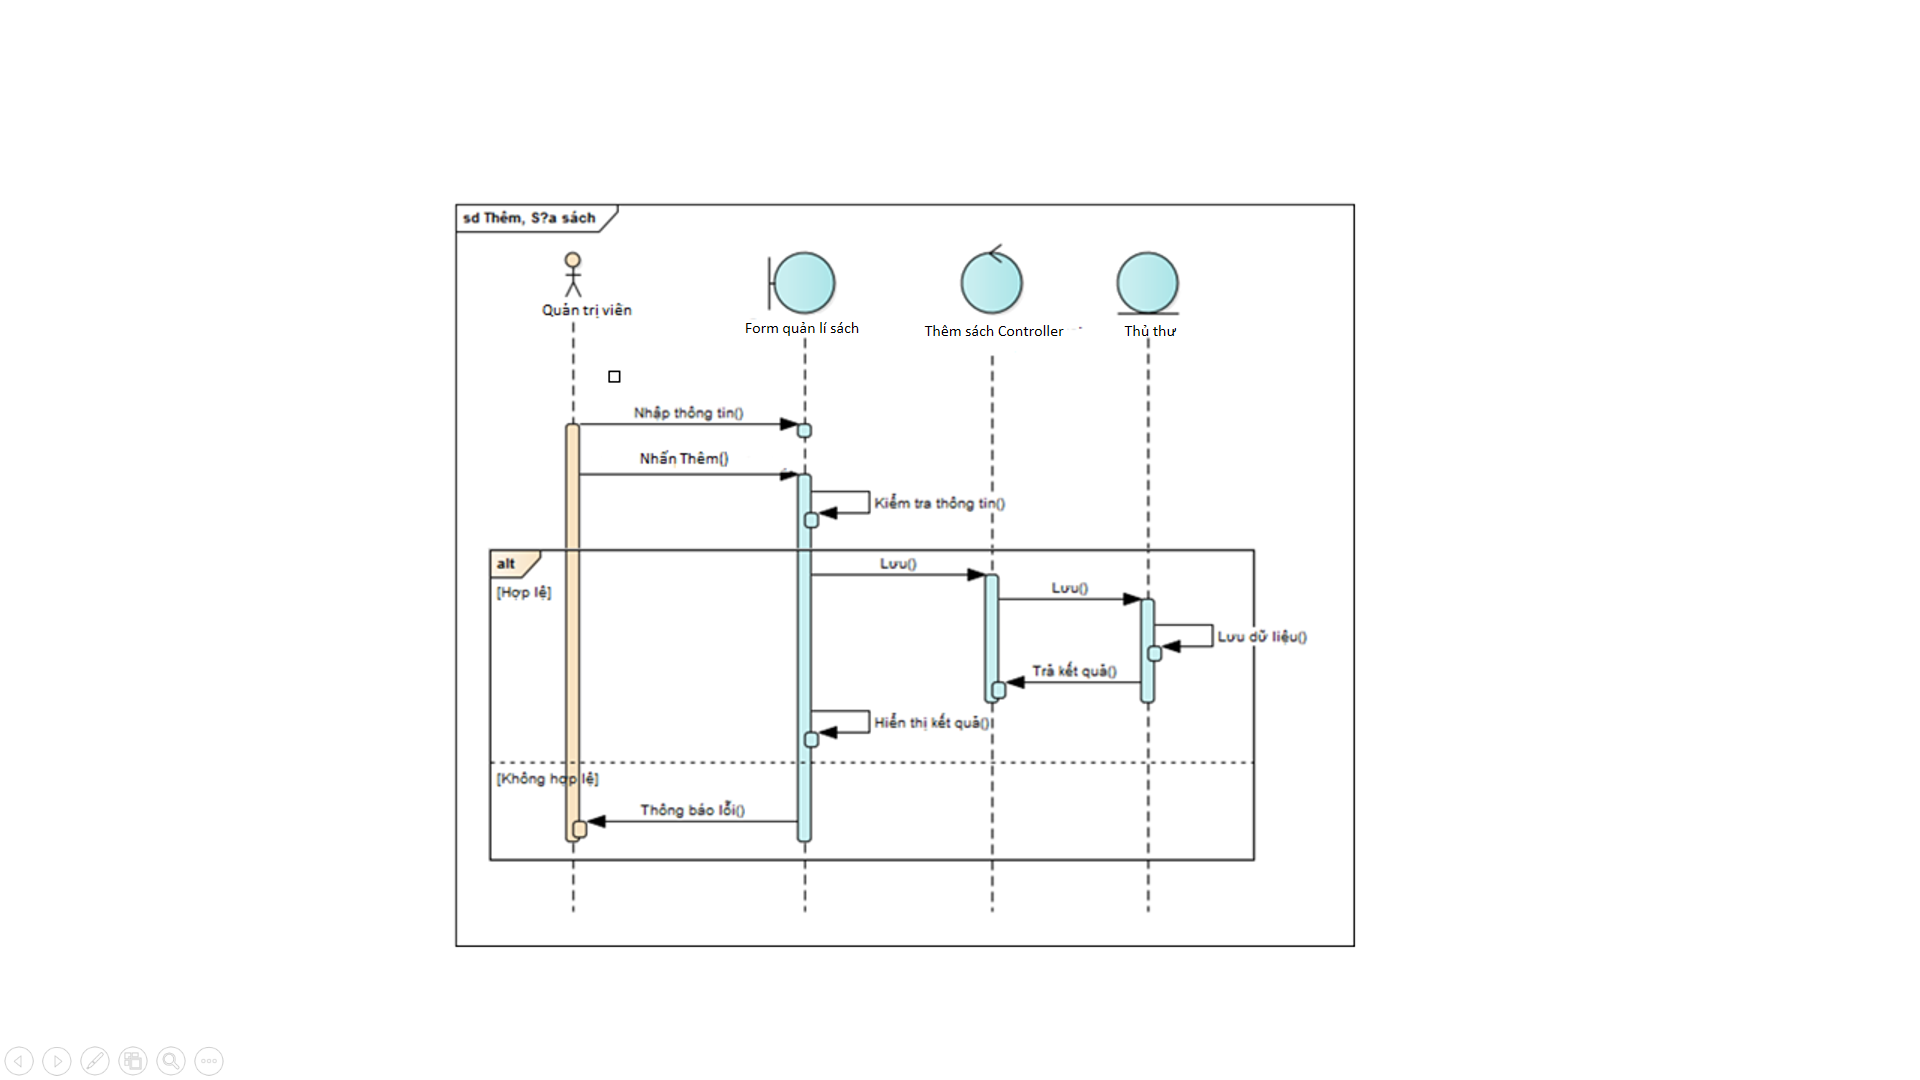 sd Thêm, S?a sách
Quản trị viên
Form quản lí sách
Thêm sách Controller
Thủ thư
Nhập thông tin()
Nhấn Thêm()
Kiểm tra thông tin()
alt
Lưu()
[Hợp lệ]
Lưu()
Lưu dữ liệu()
Trả kết quả()
Hiển thị kết quả()
[Không hợp lệ]
Thông báo lỗi()